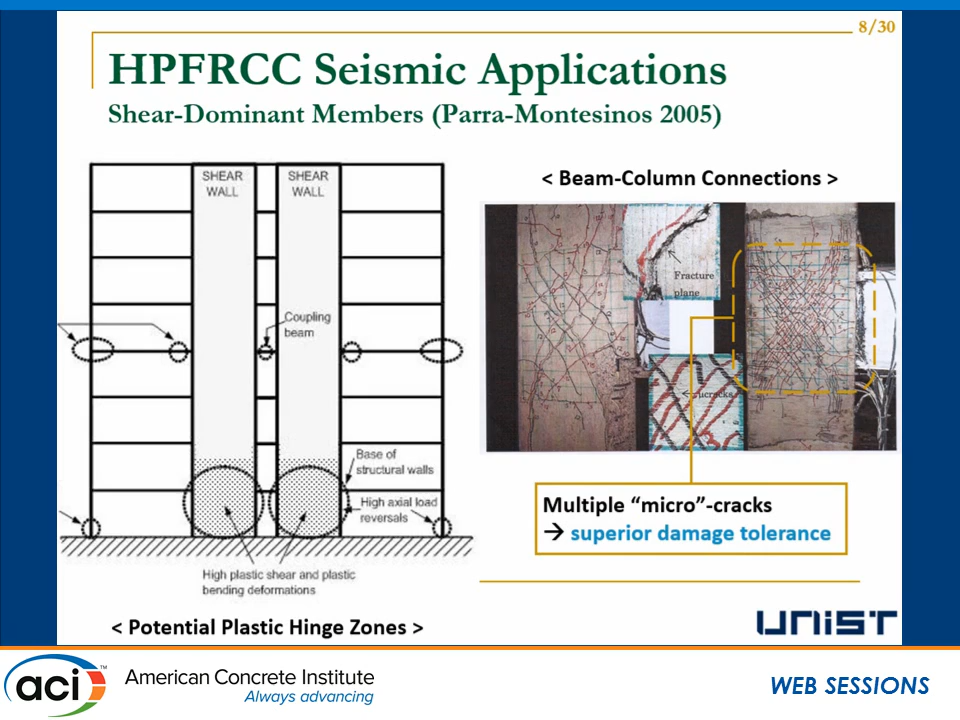 8/30
HPFRCC Seismic Applications
Shear-Dominant Members (Parra-Montesinos 2005)
SHEAR
WALL
SHEAR
WALL
Coupling
beam
Base of
structural walls
High axial load
reversals
High plastic shear and plastic
bending deformations
< Potential Plastic Hinge Zones >
< Beam-Column Connections >
Fracture
plane
Multiple “micro”-cracks
→ superior damage tolerance
UNIST
aci™
American Concrete Institute
Always advancing
WEB SESSIONS